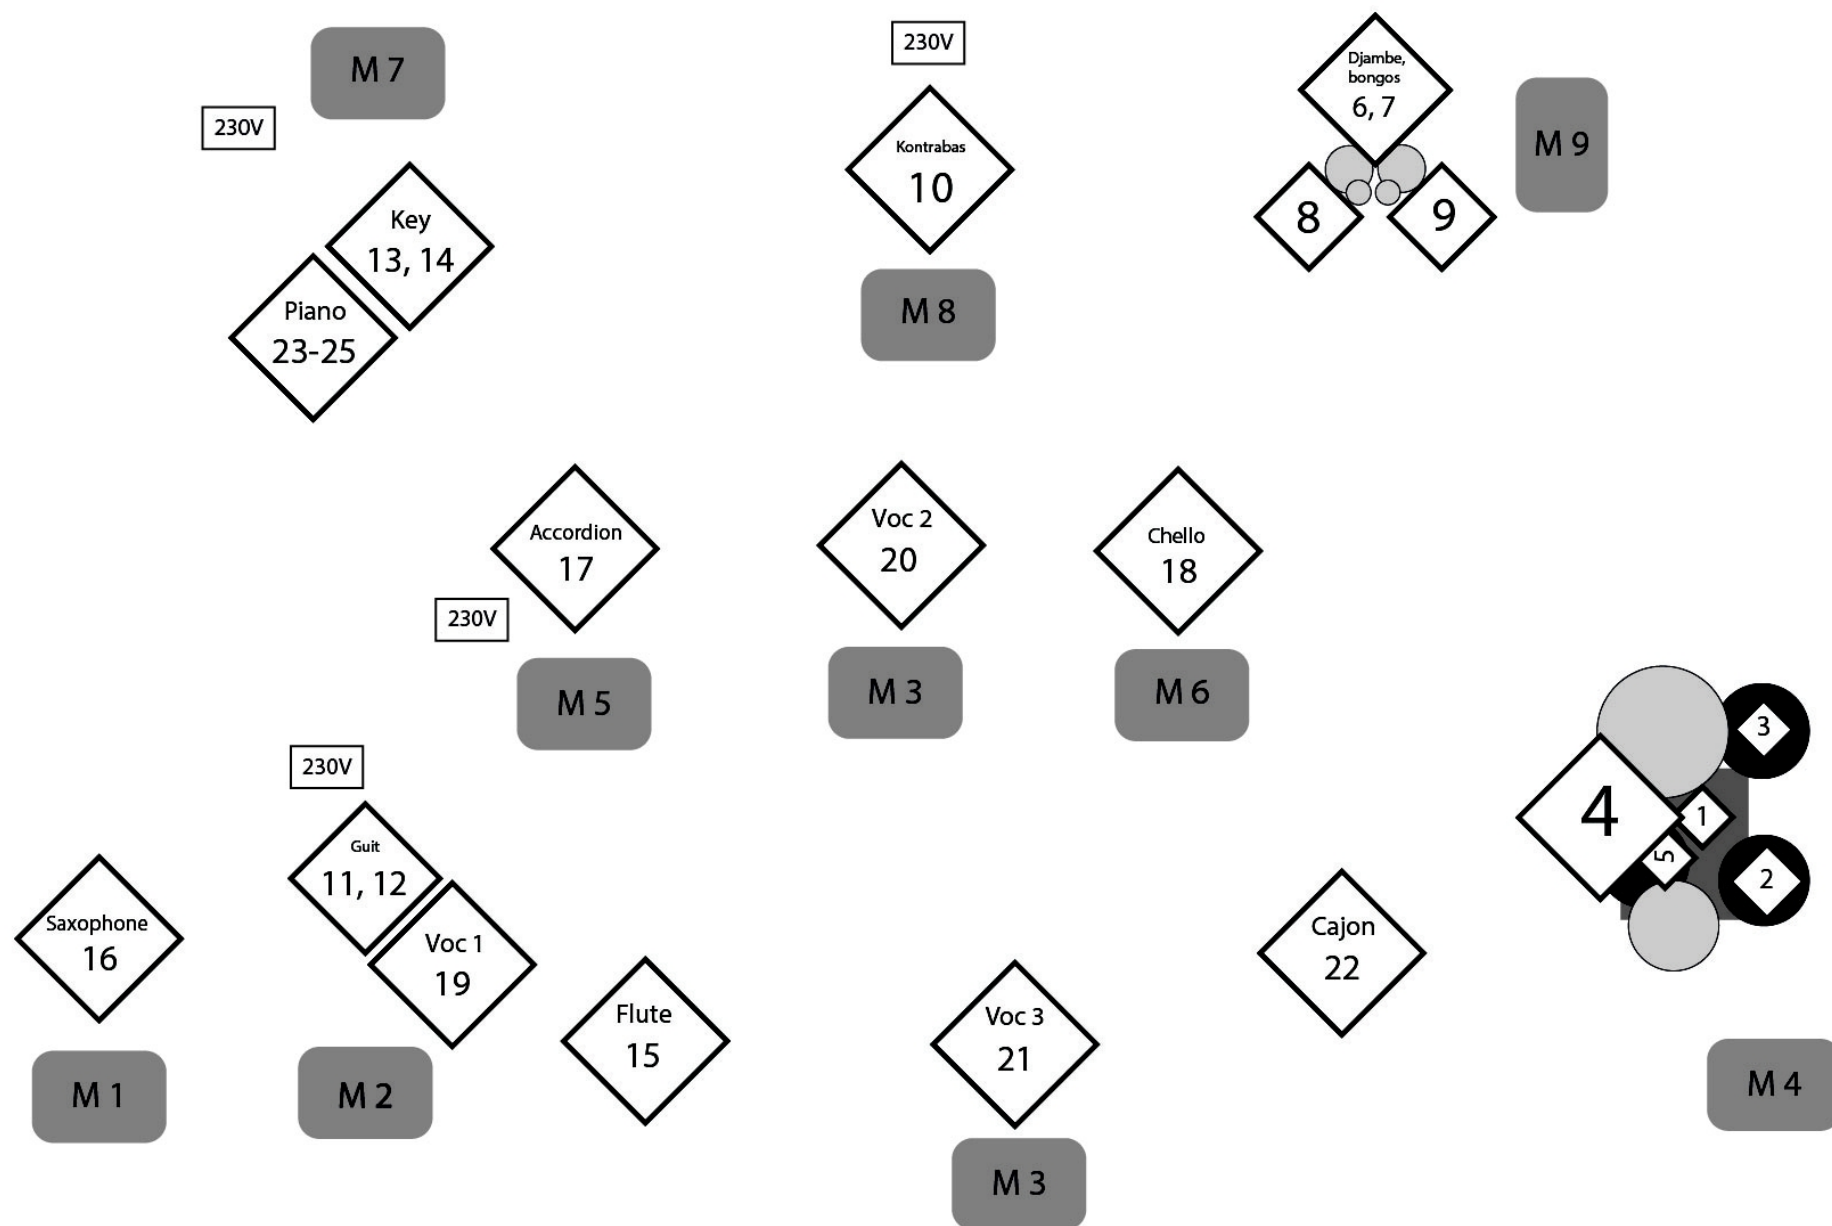 M 7
230V
230V
Djambe,
bongos
6, 7
M 9
Kontrabas
10
Key
13, 14
8
9
Piano
23-25
M 8
Accordion
17
Voc 2
20
Chello
18
230V
M 5
M 3
M 6
3
230V
4
1
5
2
Guit
11, 12
Saxophone
16
Voc 1
19
Cajon
22
Flute
15
Voc 3
21
M 1
M 2
M 4
M 3